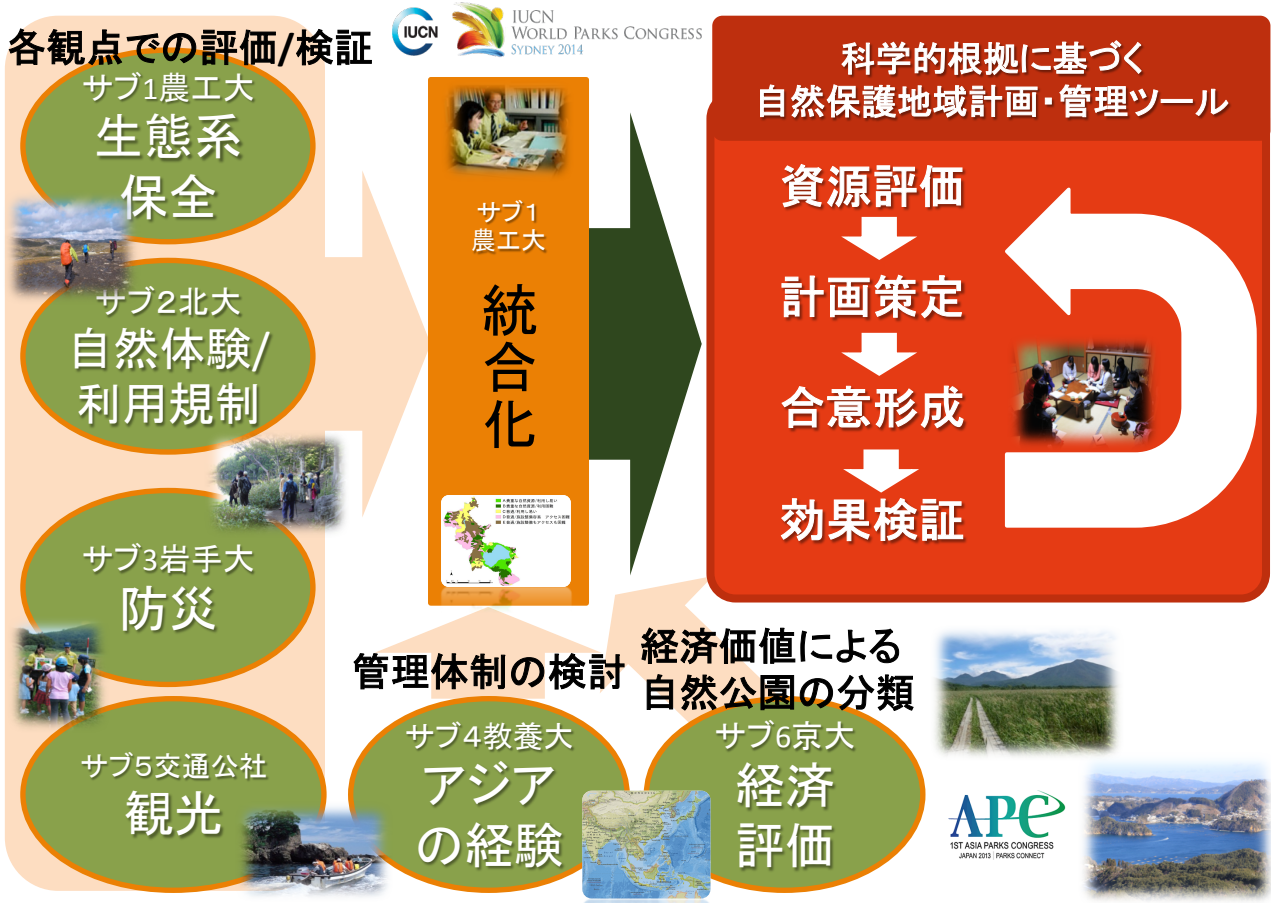 各観点での評価/検証
サブ1農工大
生態系
保全
サブ2北大
自然体験/
利用規制
サブ3岩手大
防災
サブ5交通公社
観光
IUCN
IUCN
WORLD PARKS CONGRESS
SYDNEY 2014
サブ1
農工大
統合化
管理体制の検討
サブ4教養大
アジア
の経験
経済価値による
自然公園の分類
サブ6京大
経済
評価
科学的根拠に基づく
自然保護地域計画・管理ツール
資源評価
計画策定
合意形成
効果検証
APC
1ST ASIA PARKS CONGRESS
JAPAN 2013 | PARKS CONNECT